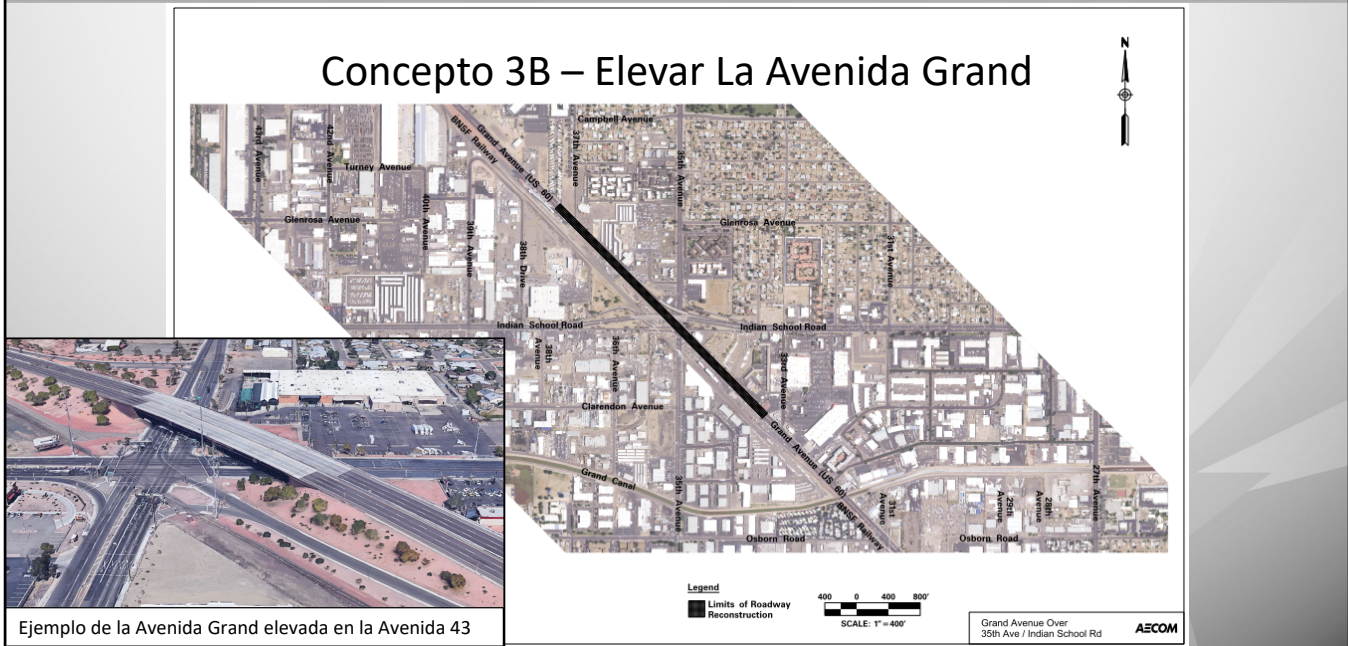 Concepto 3B – Elevar La Avenida Grand
N
43rd Avenue
42nd Avenue
Turney Avenue
Glenrosa Avenue
40th Avenue
39th Avenue
38th Drive
BNSF Railway
Grand Avenue (US 60)
37th Avenue
Campbell Avenue
35th Avenue
Glenrosa Avenue
31st Avenue
Indian School Road
Indian School Road
38th Avenue
36th Avenue
33rd Avenue
Clarendon Avenue
Grand Avenue (US 60)
Grand Canal
35th Avenue
BNSF Railway
31st Avenue
29th Avenue
28th Avenue
27th Avenue
Osborn Road
Osborn Road
Ejemplo de la Avenida Grand elevada en la Avenida 43
Legend
Limits of Roadway
Reconstruction
400 0 400 800'
SCALE: 1" = 400'
Grand Avenue Over
35th Ave / Indian School Rd
AECOM